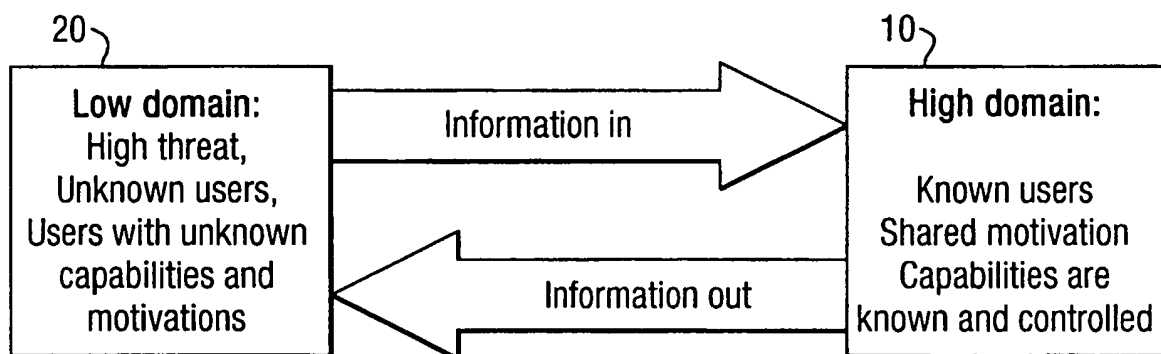 20
10
Low domain:
High threat,
Unknown users,
Users with unknown
capabilities and
motivations
Information in
Information out
High domain:
Known users
Shared motivation
Capabilities are
known and controlled